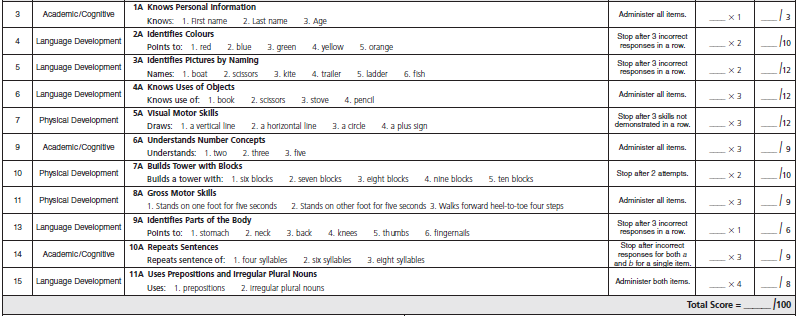 3 Academic/Cognitive 1A Knows Personal Information Administer all items. ___ × 1 ___/ 3
Knows: 1. First name 2. Last name 3. Age
4 Language Development 2A Identifies Colours Stop after 3 incorrect responses in a row. ___ × 2 ___/10
Points to: 1. red 2. blue 3. green 4. yellow 5. orange
5 Language Development 3A Identifies Pictures by Naming Stop after 3 incorrect responses in a row. ___ × 2 ___/12
Names: 1. boat 2. scissors 3. kite 4. trailer 5. ladder 6. fish
6 Language Development 4A Knows Uses of Objects Administer all items. ___ × 3 ___/12
Knows use of: 1. book 2. scissors 3. stove 4. pencil
7 Physical Development 5A Visual Motor Skills Stop after 3 skills not demonstrated in a row. ___ × 3 ___/12
Draws: 1. a vertical line 2. a horizontal line 3. a circle 4. a plus sign
9 Academic/Cognitive 6A Understands Number Concepts Administer all items. ___ × 3 ___/ 9
Understands: 1. two 2. three 3. five
10 Physical Development 7A Builds Tower with Blocks Stop after 2 attempts. ___ × 2 ___/10
Builds a tower with: 1. six blocks 2. seven blocks 3. eight blocks 4. nine blocks 5. ten blocks
11 Physical Development 8A Gross Motor Skills Administer all items. ___ × 3 ___/ 9
1. Stands on one foot for five seconds 2. Stands on other foot for five seconds 3. Walks forward heel-to-toe four steps
13 Language Development 9A Identifies Parts of the Body Stop after 3 incorrect responses in a row. ___ × 1 ___/ 6
Points to: 1. stomach 2. neck 3. back 4. knees 5. thumbs 6. fingernails
14 Academic/Cognitive 10A Repeats Sentences Stop after incorrect responses for both a and b for a single item. ___ × 3 ___/ 9
Repeats sentence of: 1. four syllables 2. six syllables 3. eight syllables
15 Language Development 11A Uses Prepositions and Irregular Plural Nouns Administer both items. ___ × 4 ___/ 8
Uses: 1. prepositions 2. irregular plural nouns
Total Score = _____/100